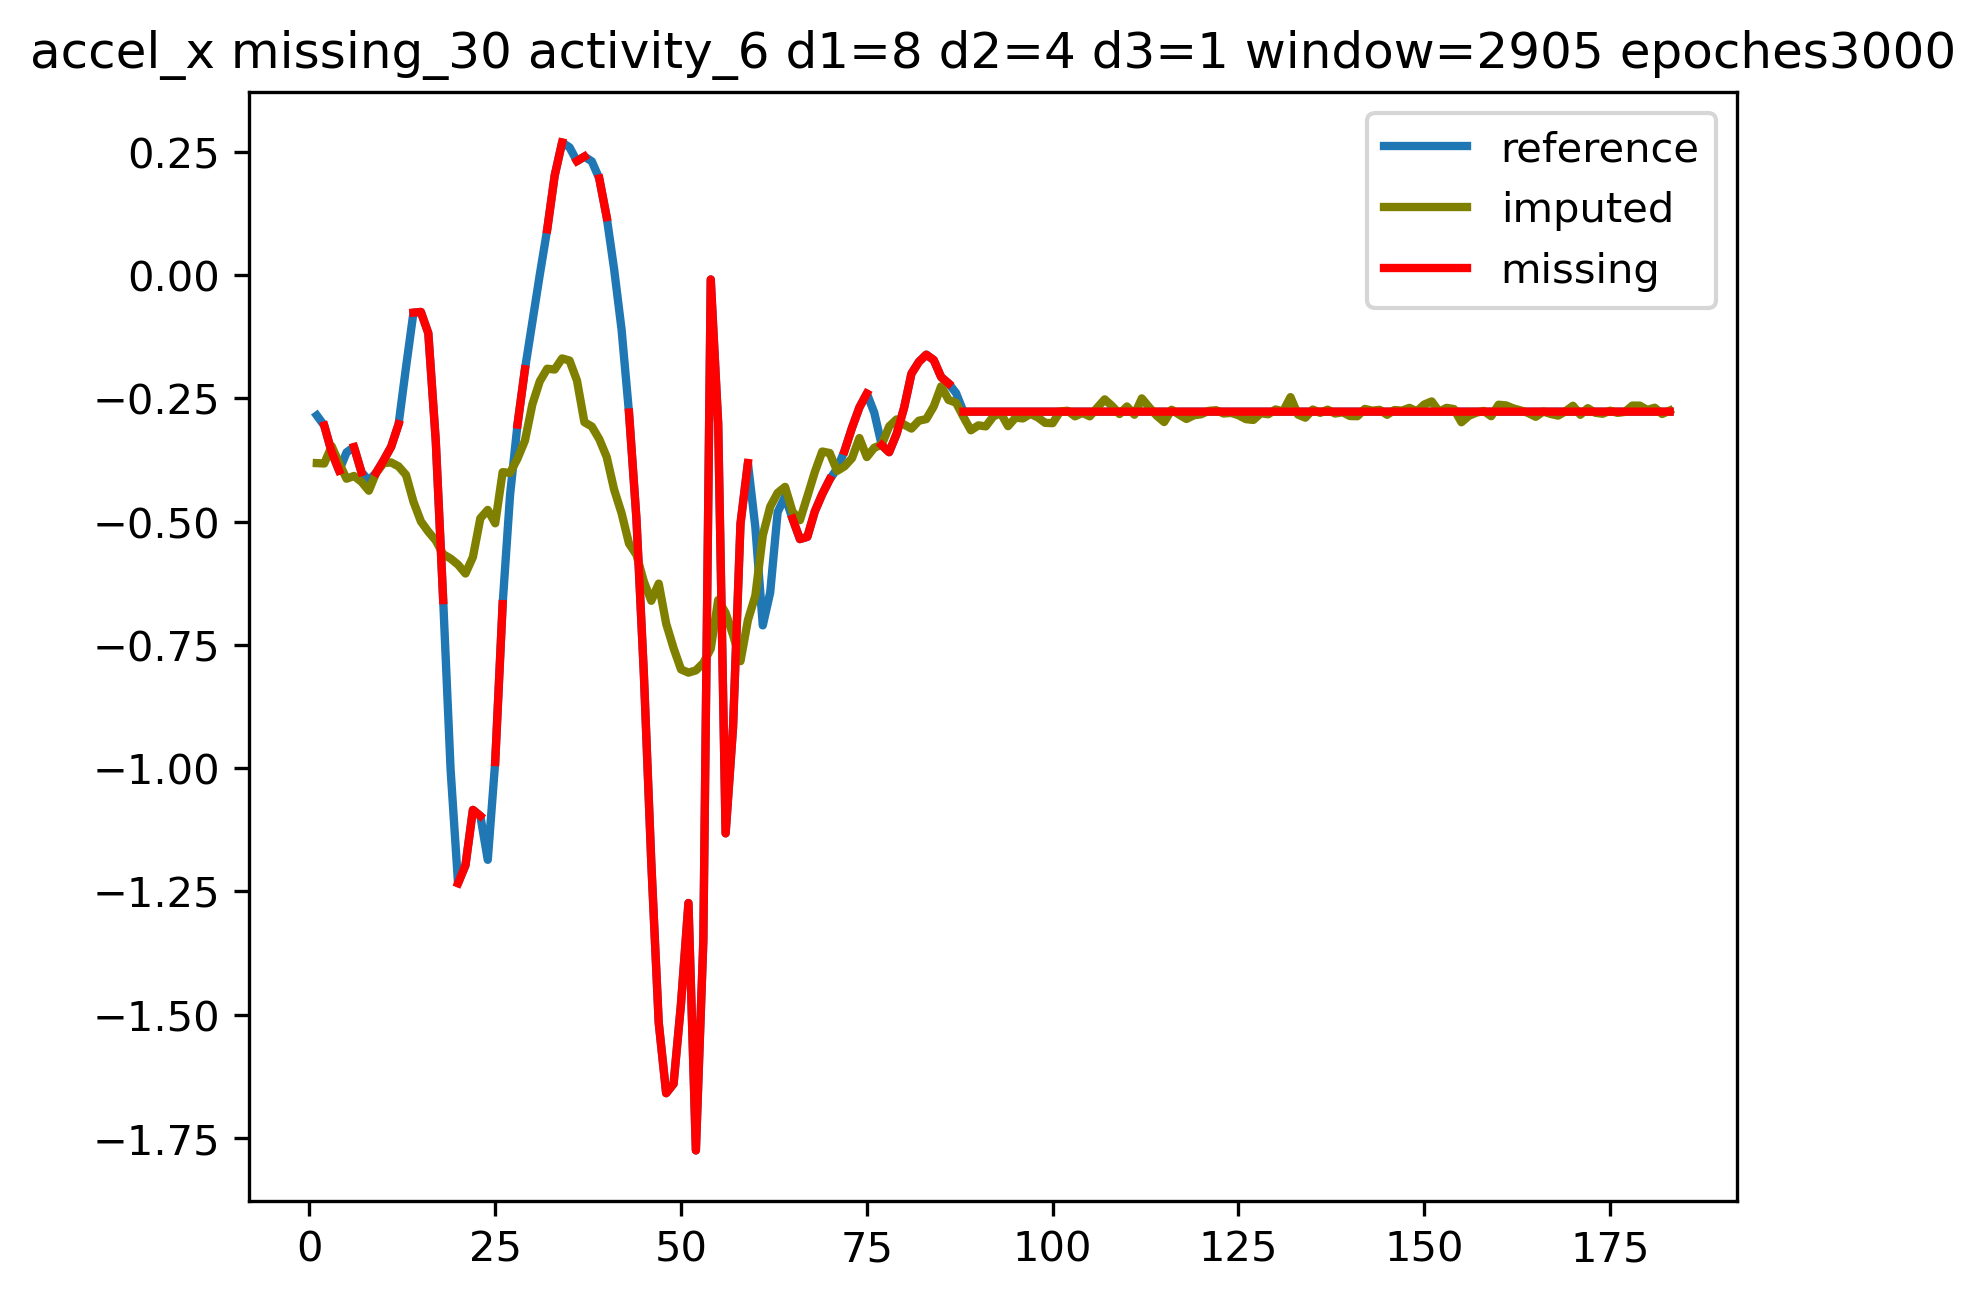 accel_x missing_30 activity_6 d1=8 d2=4 d3=1 window=2905 epoches3000
reference
imputed
missing
0.25
0.00
−0.25
−0.50
−0.75
−1.00
−1.25
−1.50
−1.75
0 25 50 75 100 125 150 175